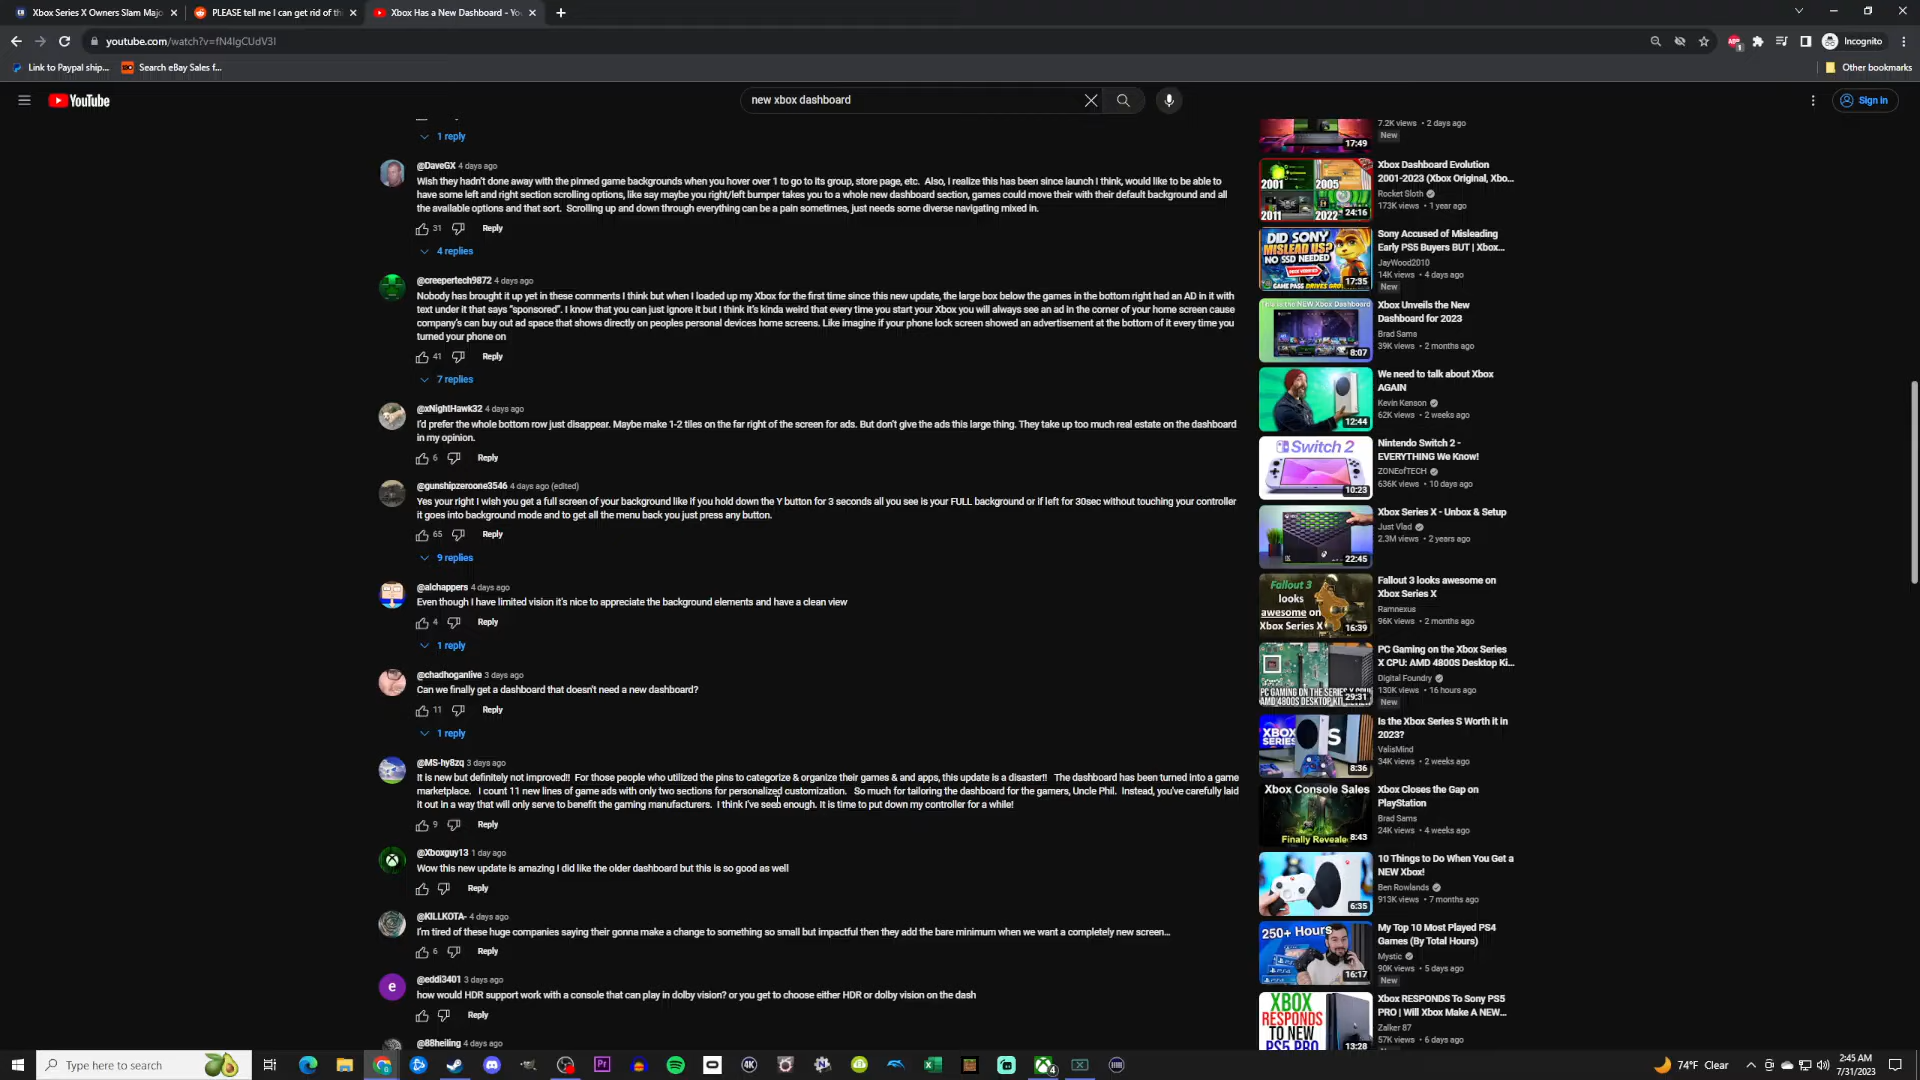 Xbox Series X Owners Slam Majo
PLEASE tell me I can get rid of th
Xbox Has a New Dashboard - Yo
youtube.com/watch?v=fN4IgCUdV3I
Incognito
Link to Paypal ship...
Search eBay Sales f...
Other bookmarks
YouTube
new xbox dashboard
Sign in
1 reply
@DaveGX 4 days ago
Wish they hadn't done away with the pinned game backgrounds when you hover over 1 to go to its group, store page, etc. Also, I realize this has been since launch I think, would like to be able to
have some left and right section scrolling options, like say maybe you right/left bumper takes you to a whole new dashboard section, games could move their with their default background and all
the available options and that sort. Scrolling up and down through everything can be a pain sometimes, just needs some diverse navigating mixed in.
31 Reply
4 replies
@creepertech9872 4 days ago
Nobody has brought it up yet in these comments I think but when I loaded up my Xbox for the first time since this new update, the large box below the games in the bottom right had an AD in it with
text under it that says "sponsored". I know that you can just ignore it but I think it's kinda weird that every time you start your Xbox you will always see an ad in the corner of your home screen cause
company's can buy out ad space that shows directly on peoples personal devices home screens. Like imagine if your phone lock screen showed an advertisement at the bottom of it every time you
turned your phone on
41 Reply
7 replies
@xNightHawk32 4 days ago
I'd prefer the whole bottom row just disappear. Maybe make 1-2 tiles on the far right of the screen for ads. But don't give the ads this large thing. They take up too much real estate on the dashboard
in my opinion.
6 Reply
@gunshipzeroone3546 4 days ago (edited)
Yes your right I wish you get a full screen of your background like if you hold down the Y button for 3 seconds all you see is your FULL background or if left for 30sec without touching your controller
it goes into background mode and to get all the menu back you just press any button.
65 Reply
9 replies
@alchappers 4 days ago
Even though I have limited vision it's nice to appreciate the background elements and have a clean view
4 Reply
1 reply
@chadhoganlive 3 days ago
Can we finally get a dashboard that doesn't need a new dashboard?
11 Reply
1 reply
@MS-hy8zq 3 days ago
It is new but definitely not improved!! For those people who utilized the pins to categorize & organize their games & and apps, this update is a disaster!! The dashboard has been turned into a game
marketplace. I count 11 new lines of game ads with only two sections for personalized customization. So much for tailoring the dashboard for the gamers, Uncle Phil. Instead, you've carefully laid
it out in a way that will only serve to benefit the gaming manufacturers. I think I've seen enough. It is time to put down my controller for a while!
9 Reply
@Xboxguy13 1 day ago
Wow this new update is amazing I did like the older dashboard but this is so good as well
Reply
@KILLKOTA- 4 days ago
I'm tired of these huge companies saying their gonna make a change to something so small but impactful then they add the bare minimum when we want a completely new screen...
6 Reply
@eddi3401 3 days ago
how would HDR support work with a console that can play in dolby vision? or you get to choose either HDR or dolby vision on the dash
Reply
@88heiling 4 days ago
17:49
7.2K views • 2 days ago
New
2001 2005
2011 2022
24:16
Xbox Dashboard Evolution
2001-2023 (Xbox Original, Xbo...
Rocket Sloth
173K views • 1 year ago
DID SONY
MISLEAD US?
NO SSD
NEEDED
17:35
Sony Accused of Misleading
Early PS5 Buyers BUT | Xbox...
JayWood2010
14K views • 4 days ago
New
This is the NEW Xbox Dashboard
8:07
Xbox Unveils the New
Dashboard for 2023
Brad Sams
39K views • 2 months ago
12:44
We need to talk about Xbox
AGAIN
Kevin Kenson
62K views • 2 weeks ago
Switch 2
10:23
Nintendo Switch 2 -
EVERYTHING We Know!
ZONEofTECH
636K views • 10 days ago
22:45
Xbox Series X - Unbox & Setup
Just Vlad
2.3M views • 2 years ago
Fallout 3
looks
awesome on
Xbox Series X
16:39
Fallout 3 looks awesome on
Xbox Series X
Ramnexus
96K views • 2 months ago
PC GAMING ON THE SERIES X CPU:
AMD 4800S DESKTOP KIT REVIEW
29:31
PC Gaming on the Xbox Series
X CPU: AMD 4800S Desktop Ki...
Digital Foundry
130K views • 16 hours ago
New
XBOX
SERIES S
8:36
Is the Xbox Series S Worth it in
2023?
ValisMind
34K views • 2 weeks ago
Xbox Console Sales
Finally Reveale
8:43
Xbox Closes the Gap on
PlayStation
Brad Sams
24K views • 4 weeks ago
6:35
10 Things to Do When You Get a
NEW Xbox!
Ben Rowlands
913K views • 7 months ago
250+ Hours
16:17
My Top 10 Most Played PS4
Games (By Total Hours)
Mystic
90K views • 5 days ago
New
XBOX
RESPONDS
TO NEW
PS5 PRO
13:28
Xbox RESPONDS To Sony PS5
PRO | Will Xbox Make A NEW...
Zalker 87
57K views • 6 days ago
Type here to search
74°F Clear
2:45 AM
7/31/2023